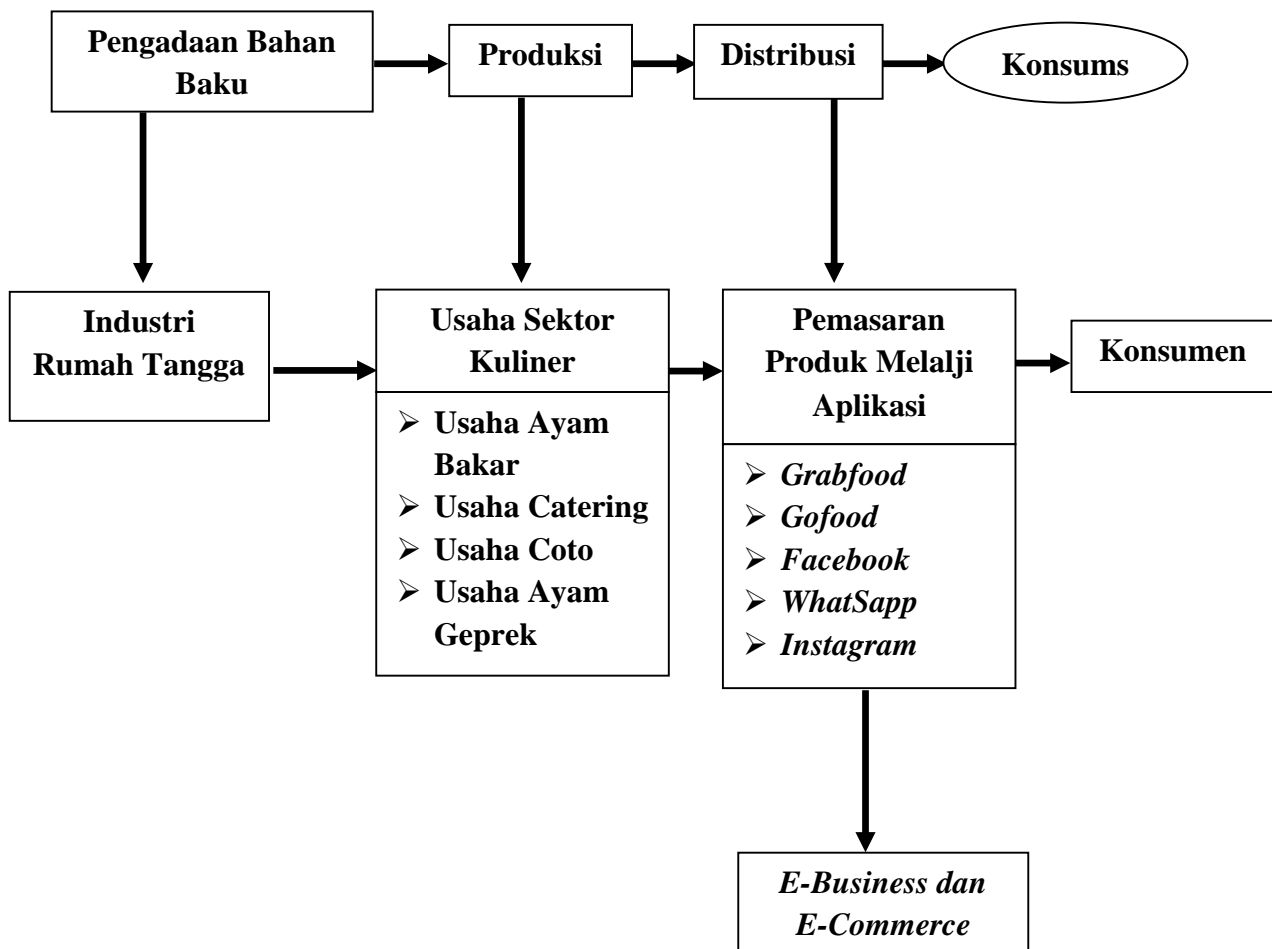 Pengadaan Bahan
Baku
Produksi
Distribusi
Konsums
Industri
Rumah Tangga
Usaha Sektor
Kuliner
➢ Usaha Ayam
Bakar
➢ Usaha Catering
➢ Usaha Coto
➢ Usaha Ayam
Geprek
Pemasaran
Produk Melalji
Aplikasi
➢ Grabfood
➢ Gofood
➢ Facebook
➢ WhatSapp
➢ Instagram
Konsumen
E-Business dan
E-Commerce